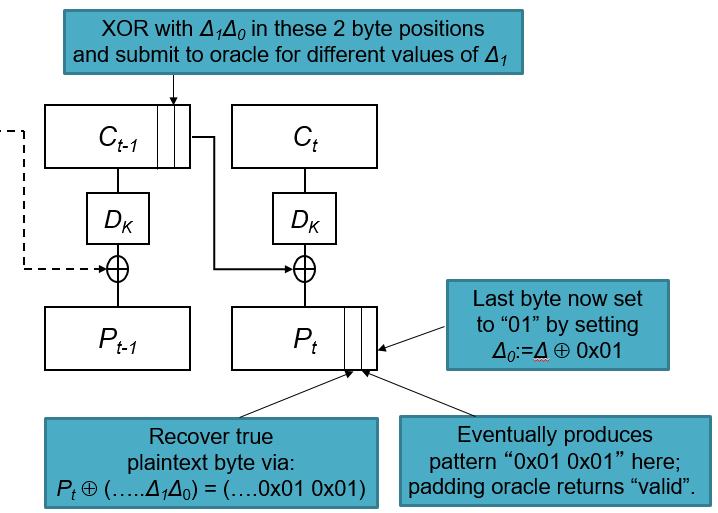 XOR with Δ₁Δ₀ in these 2 byte positions
and submit to oracle for different values of Δ₁
Cₜ₋₁
Cₜ
D_K
D_K
Pₜ₋₁
Pₜ
Last byte now set
to “01” by setting
Δ₀:=Δ ⊕ 0x01
Recover true
plaintext byte via:
Pₜ ⊕ (…..Δ₁Δ₀) = (….0x01 0x01)
Eventually produces
pattern “0x01 0x01” here;
padding oracle returns “valid”.